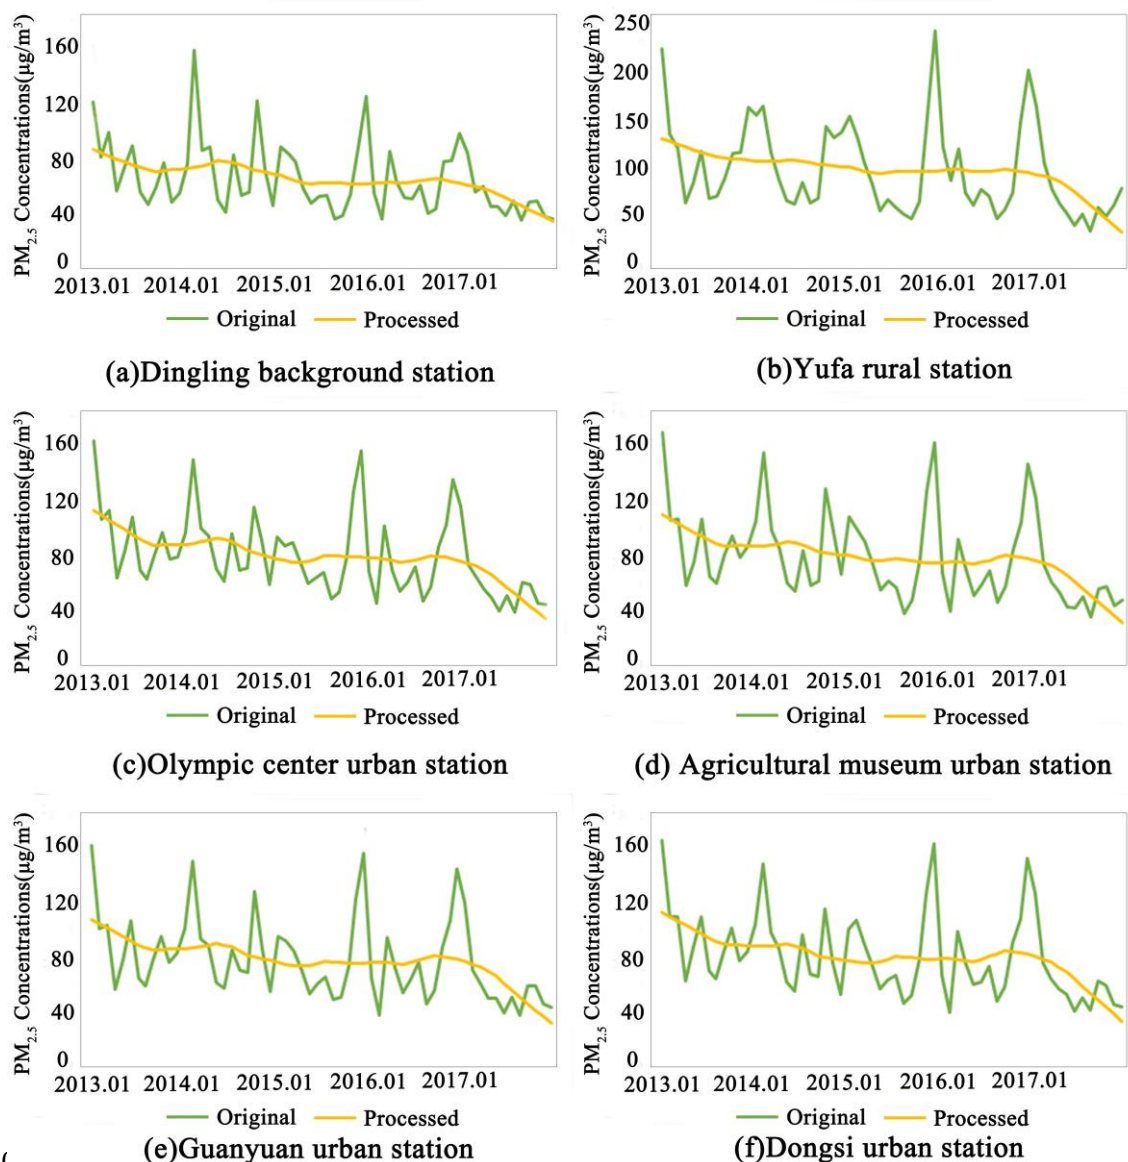 PM2.5 Concentrations(μg/m³)
160
120
80
40
0
2013.01 2014.01 2015.01 2016.01 2017.01
Original Processed
(a)Dingling background station
PM2.5 Concentrations(μg/m³)
250
200
150
100
50
0
2013.01 2014.01 2015.01 2016.01 2017.01
Original Processed
(b)Yufa rural station
PM2.5 Concentrations(μg/m³)
160
120
80
40
0
2013.01 2014.01 2015.01 2016.01 2017.01
Original Processed
(c)Olympic center urban station
PM2.5 Concentrations(μg/m³)
160
120
80
40
0
2013.01 2014.01 2015.01 2016.01 2017.01
Original Processed
(d) Agricultural museum urban station
PM2.5 Concentrations(μg/m³)
160
120
80
40
0
2013.01 2014.01 2015.01 2016.01 2017.01
Original Processed
(e)Guanyuan urban station
PM2.5 Concentrations(μg/m³)
160
120
80
40
0
2013.01 2014.01 2015.01 2016.01 2017.01
Original Processed
(f)Dongsi urban station